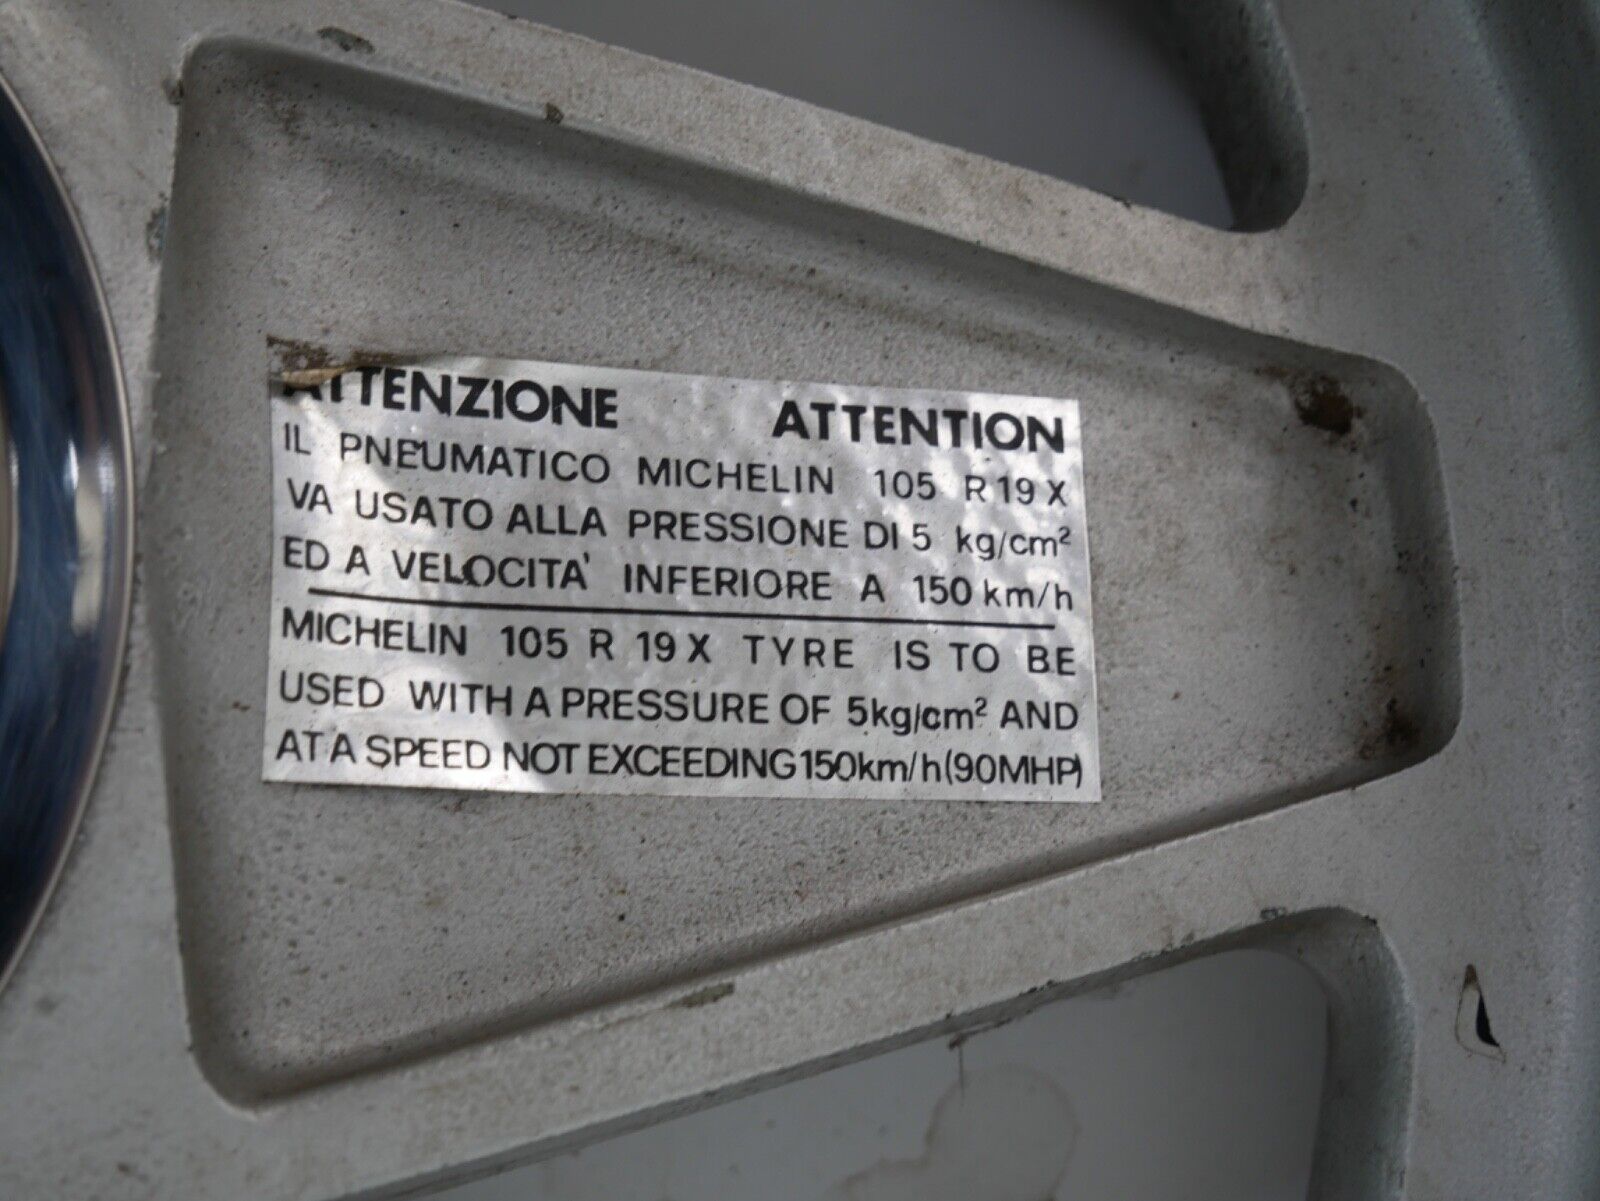 ATTENZIONE ATTENTION
IL PNEUMATICO MICHELIN 105 R 19 X
VA USATO ALLA PRESSIONE DI 5 kg/cm²
ED A VELOCITA' INFERIORE A 150 km/h
MICHELIN 105 R 19 X TYRE IS TO BE
USED WITH A PRESSURE OF 5kg/cm² AND
AT A SPEED NOT EXCEEDING 150km/h (90MHP)